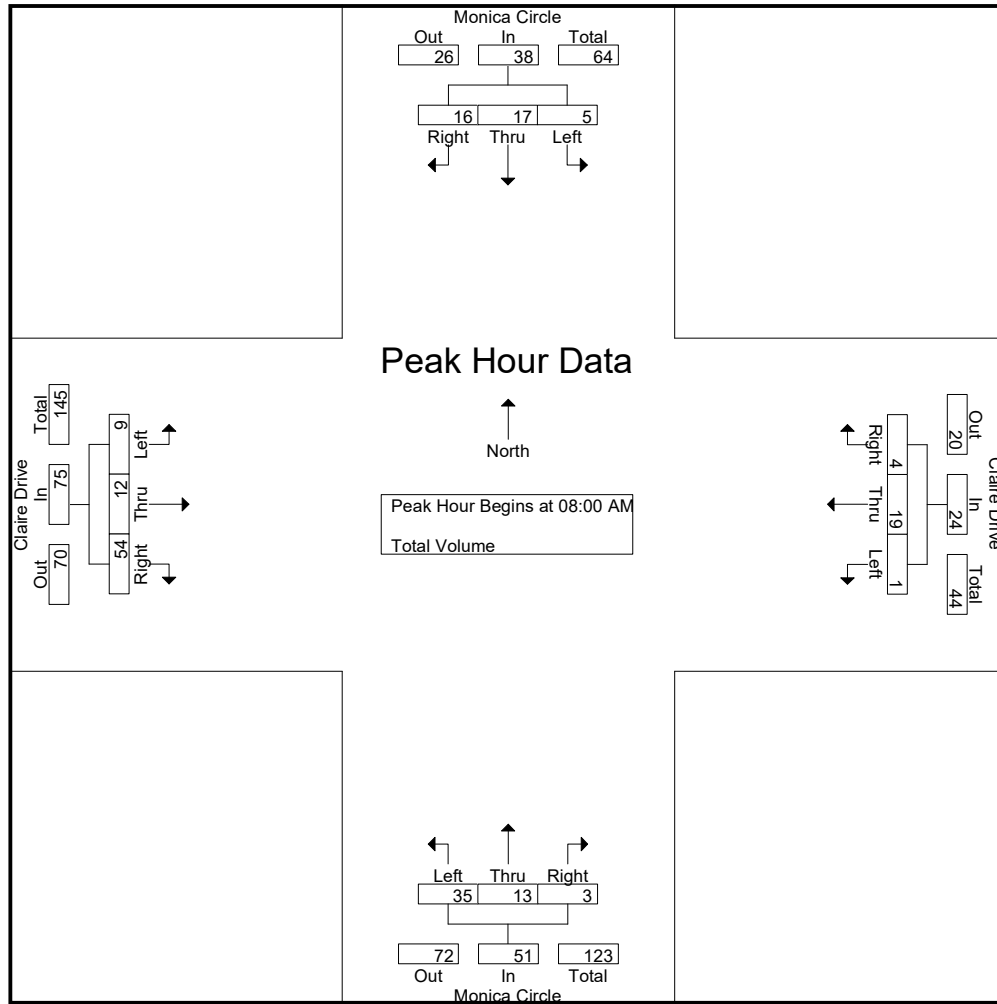 Monica Circle
Out In Total
26 38 64
16 17 5
Right Thru Left
Peak Hour Data
North
Peak Hour Begins at 08:00 AM
Total Volume
Claire Drive
Out In Total
70 75 145
9 12 54
Left Thru Right
Claire Drive
Out In Total
20 24 44
4 19 1
Right Thru Left
Left Thru Right
35 13 3
72 51 123
Out In Total
Monica Circle